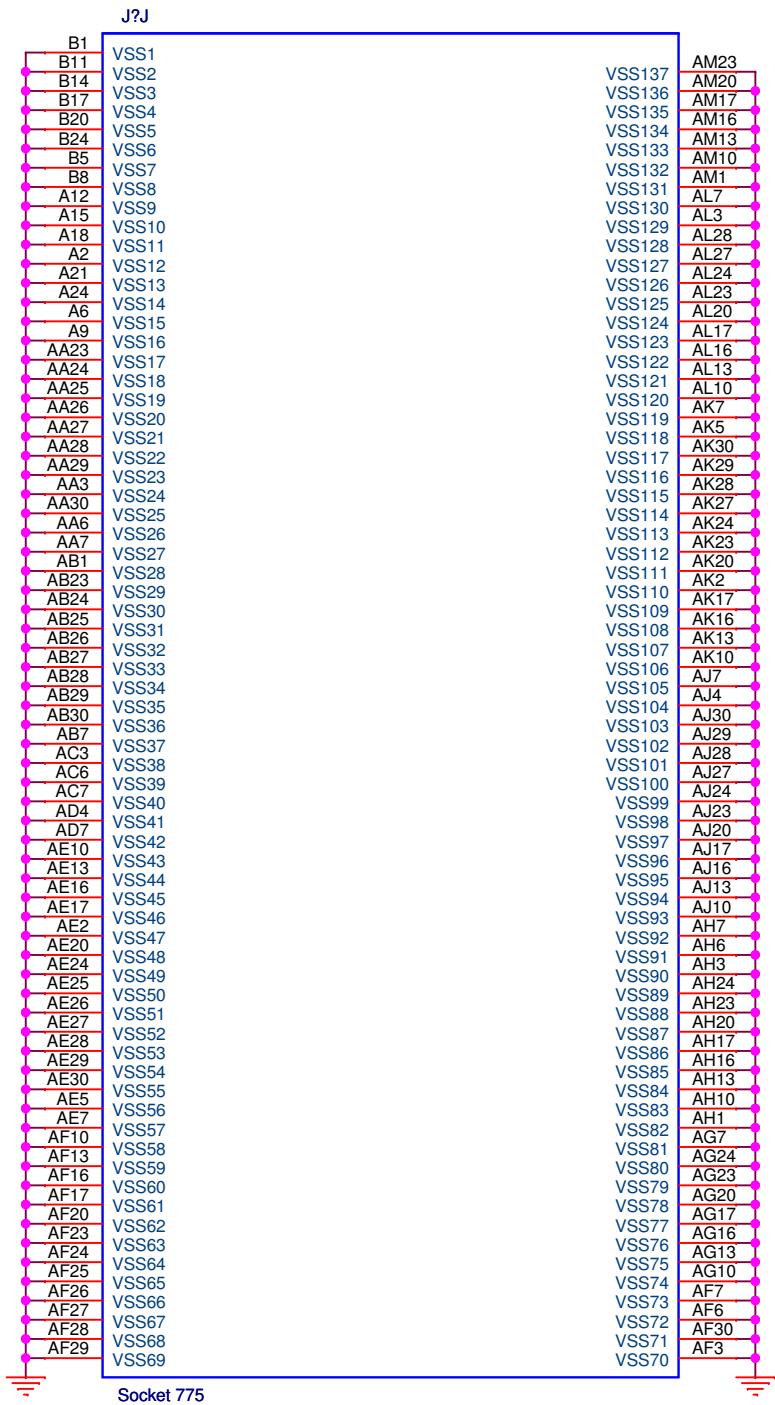 J?J
B1 VSS1
B11 VSS2
B14 VSS3
B17 VSS4
B20 VSS5
B24 VSS6
B5 VSS7
B8 VSS8
A12 VSS9
A15 VSS10
A18 VSS11
A2 VSS12
A21 VSS13
A24 VSS14
A6 VSS15
A9 VSS16
AA23 VSS17
AA24 VSS18
AA25 VSS19
AA26 VSS20
AA27 VSS21
AA28 VSS22
AA29 VSS23
AA3 VSS24
AA30 VSS25
AA6 VSS26
AA7 VSS27
AB1 VSS28
AB23 VSS29
AB24 VSS30
AB25 VSS31
AB26 VSS32
AB27 VSS33
AB28 VSS34
AB29 VSS35
AB30 VSS36
AB7 VSS37
AC3 VSS38
AC6 VSS39
AC7 VSS40
AD4 VSS41
AD7 VSS42
AE10 VSS43
AE13 VSS44
AE16 VSS45
AE17 VSS46
AE2 VSS47
AE20 VSS48
AE24 VSS49
AE25 VSS50
AE26 VSS51
AE27 VSS52
AE28 VSS53
AE29 VSS54
AE30 VSS55
AE5 VSS56
AE7 VSS57
AF10 VSS58
AF13 VSS59
AF16 VSS60
AF17 VSS61
AF20 VSS62
AF23 VSS63
AF24 VSS64
AF25 VSS65
AF26 VSS66
AF27 VSS67
AF28 VSS68
AF29 VSS69
VSS137 AM23
VSS136 AM20
VSS135 AM17
VSS134 AM16
VSS133 AM13
VSS132 AM10
VSS131 AM1
VSS130 AL7
VSS129 AL3
VSS128 AL28
VSS127 AL27
VSS126 AL24
VSS125 AL23
VSS124 AL20
VSS123 AL17
VSS122 AL16
VSS121 AL13
VSS120 AL10
VSS119 AK7
VSS118 AK5
VSS117 AK30
VSS116 AK29
VSS115 AK28
VSS114 AK27
VSS113 AK24
VSS112 AK23
VSS111 AK20
VSS110 AK2
VSS109 AK17
VSS108 AK16
VSS107 AK13
VSS106 AK10
VSS105 AJ7
VSS104 AJ4
VSS103 AJ30
VSS102 AJ29
VSS101 AJ28
VSS100 AJ27
VSS99 AJ24
VSS98 AJ23
VSS97 AJ20
VSS96 AJ17
VSS95 AJ16
VSS94 AJ13
VSS93 AJ10
VSS92 AH7
VSS91 AH6
VSS90 AH3
VSS89 AH24
VSS88 AH23
VSS87 AH20
VSS86 AH17
VSS85 AH16
VSS84 AH13
VSS83 AH10
VSS82 AH1
VSS81 AG7
VSS80 AG24
VSS79 AG23
VSS78 AG20
VSS77 AG17
VSS76 AG16
VSS75 AG13
VSS74 AG10
VSS73 AF7
VSS72 AF6
VSS71 AF30
VSS70 AF3
Socket 775